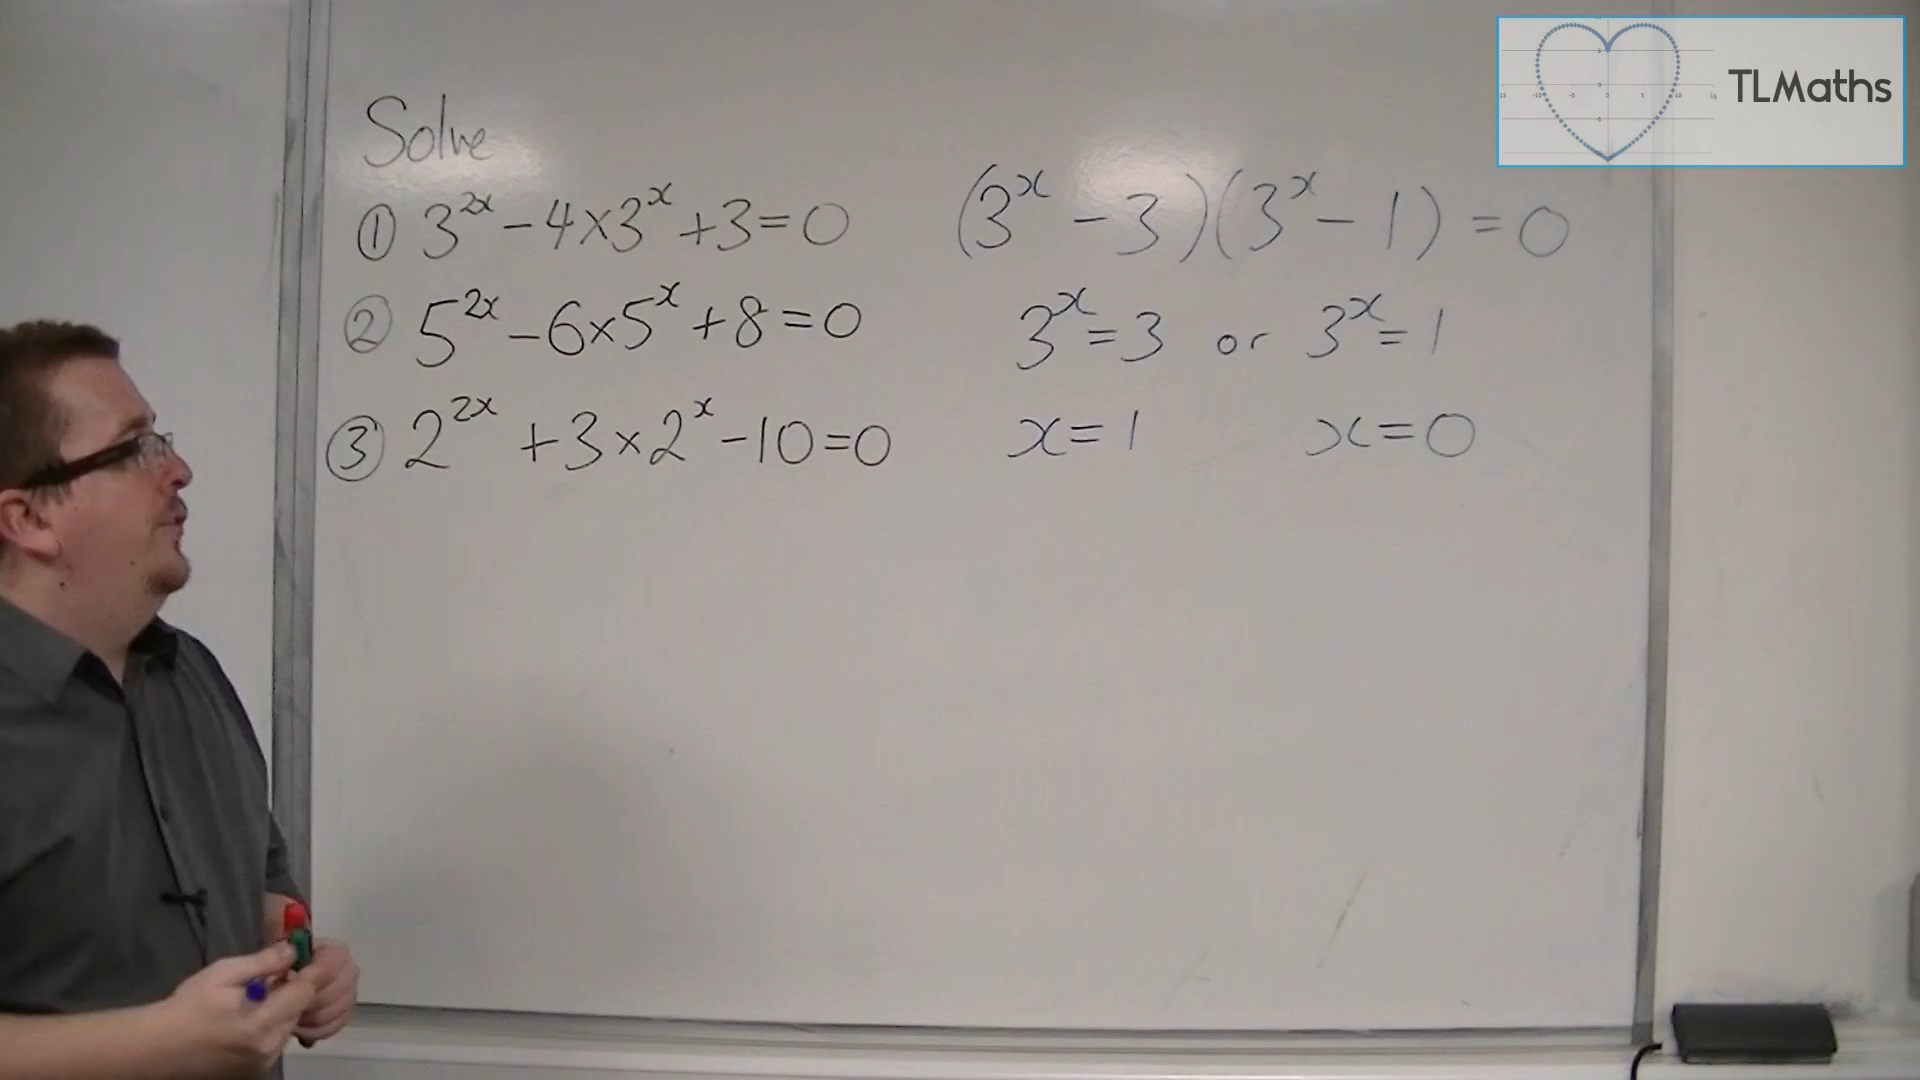 TLMaths
Solve
① 3^{2x} - 4×3^x + 3 = 0
② 5^{2x} - 6×5^x + 8 = 0
③ 2^{2x} + 3×2^x - 10 = 0
(3^x - 3)(3^x - 1) = 0
3^x = 3 or 3^x = 1
x = 1 x = 0